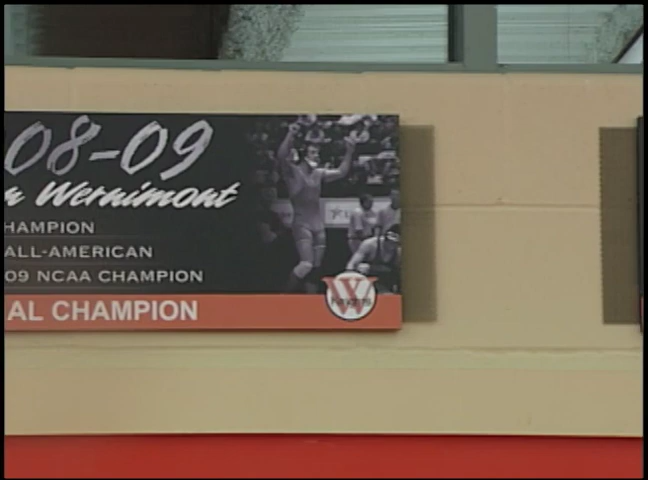 08-09
n Wernimont
HAMPION
ALL-AMERICAN
09 NCAA CHAMPION
AL CHAMPION
W